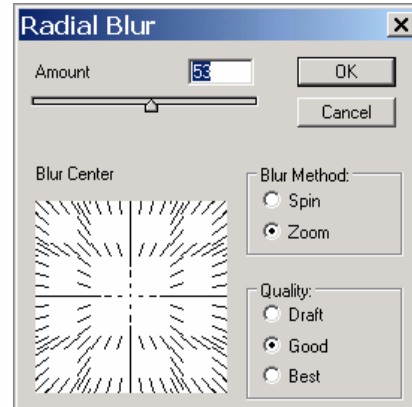 Radial Blur
Amount 53
OK
Cancel
Blur Center
Blur Method:
Spin
Zoom
Quality:
Draft
Good
Best